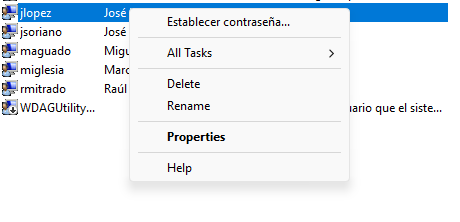 jlopez José
Establecer contraseña...
jsoriano José
maguado Migu
All Tasks
miglesia Marc
Delete
rmitrado Raúl
Rename
WDAGUtility... uario que el siste...
Properties
Help